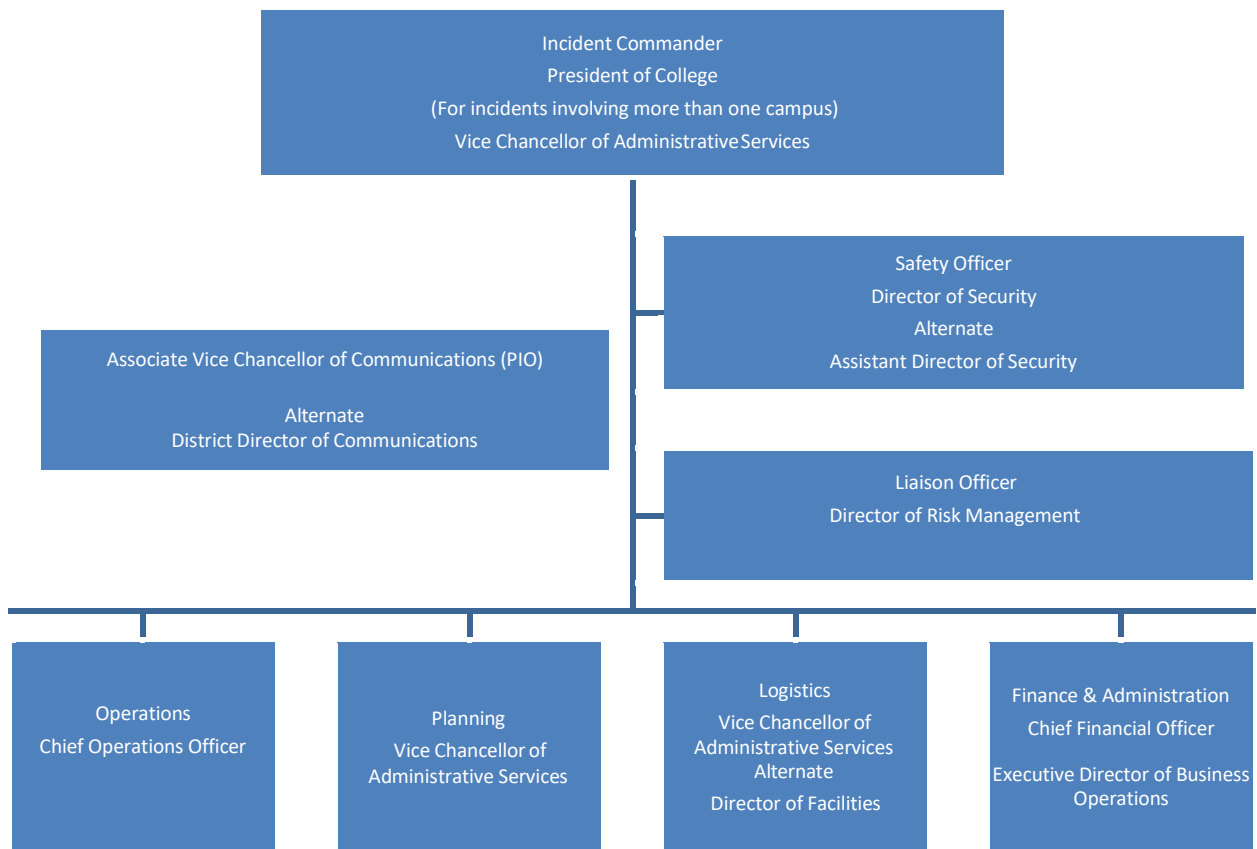 Incident Commander
President of College
(For incidents involving more than one campus)
Vice Chancellor of Administrative Services
Safety Officer
Director of Security
Alternate
Assistant Director of Security
Associate Vice Chancellor of Communications (PIO)
Alternate
District Director of Communications
Liaison Officer
Director of Risk Management
Operations
Chief Operations Officer
Planning
Vice Chancellor of
Administrative Services
Logistics
Vice Chancellor of
Administrative Services
Alternate
Director of Facilities
Finance & Administration
Chief Financial Officer
Executive Director of Business
Operations